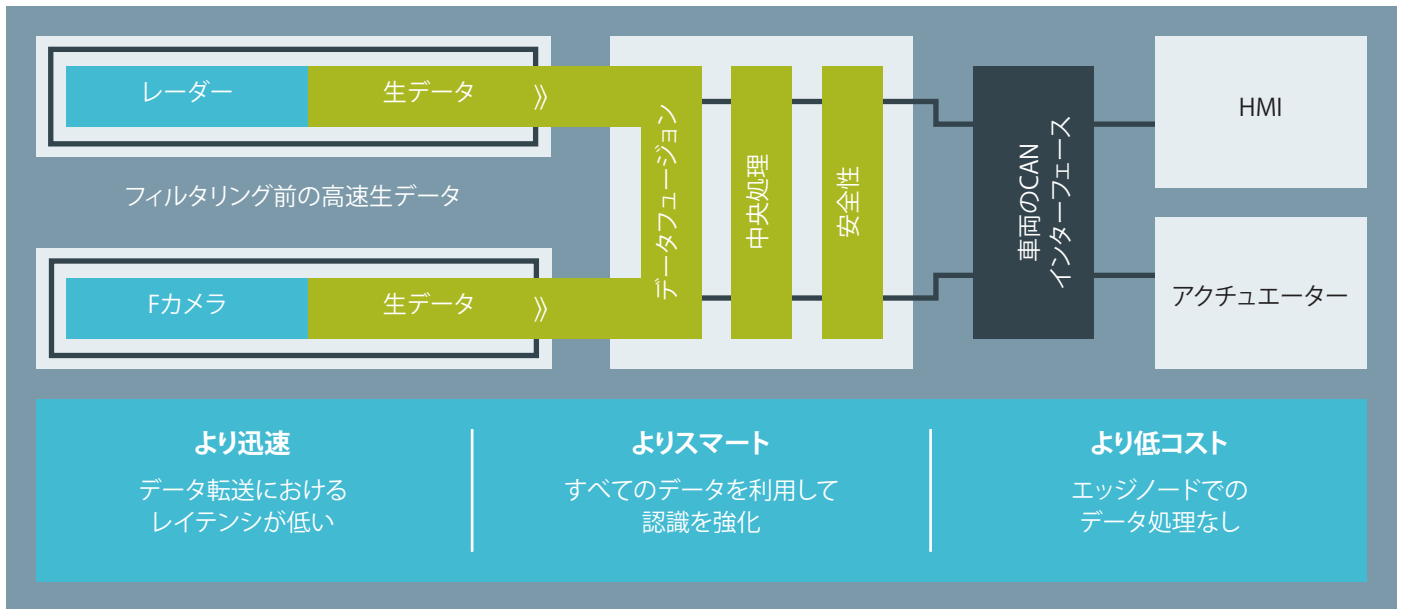 レーダー
生データ
》
フィルタリング前の高速生データ
Fカメラ
生データ
》
データフュージョン
中央処理
安全性
車両のCAN
インターフェース
HMI
アクチュエーター
より迅速
データ転送における
レイテンシが低い
よりスマート
すべてのデータを利用して
認識を強化
より低コスト
エッジノードでの
データ処理なし